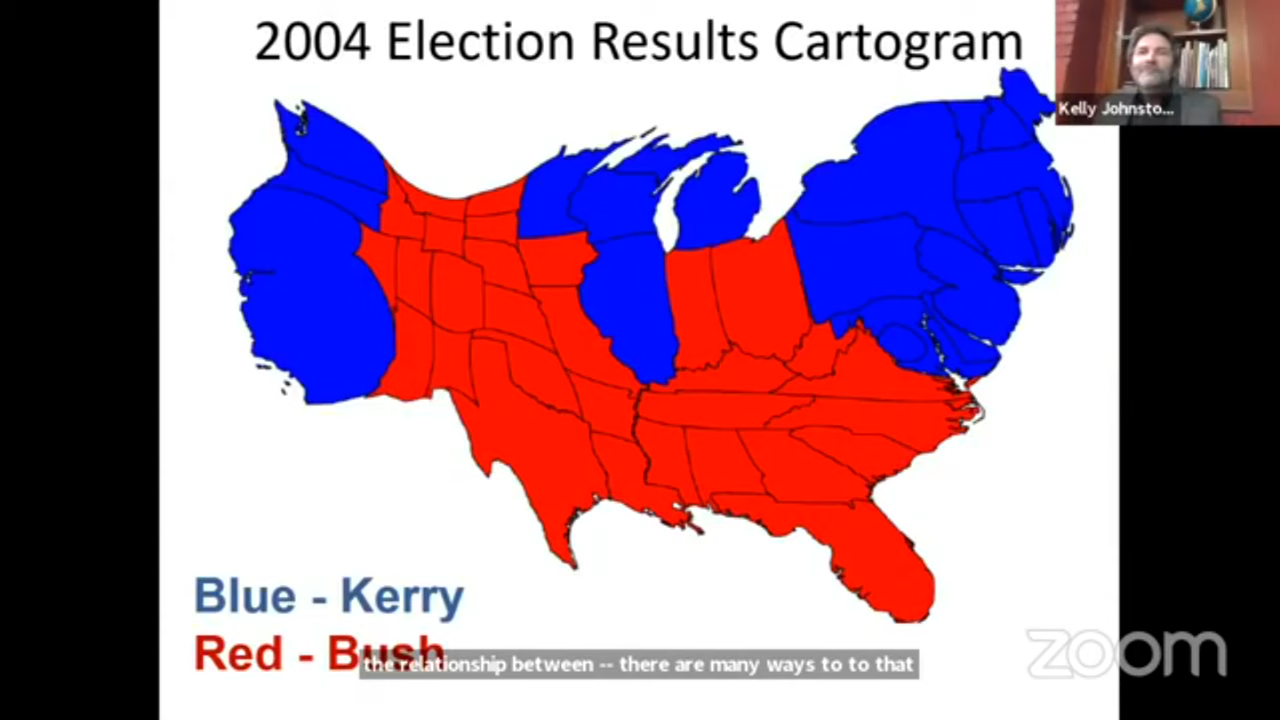 2004 Election Results Cartogram
Kelly Johnsto...
Blue - Kerry
Red - Bush
the relationship between -- there are many ways to to that
zoom